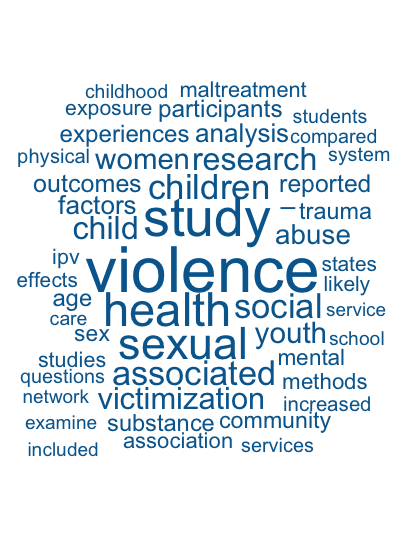 childhood maltreatment
exposure participants students
experiences analysis compared
physical women research system
outcomes children reported
factors study – trauma
child abuse
ipv violence states
effects likely
age health social service
care
sex sexual youth school
studies mental
questions associated methods
network victimization increased
examine substance community
association services
included